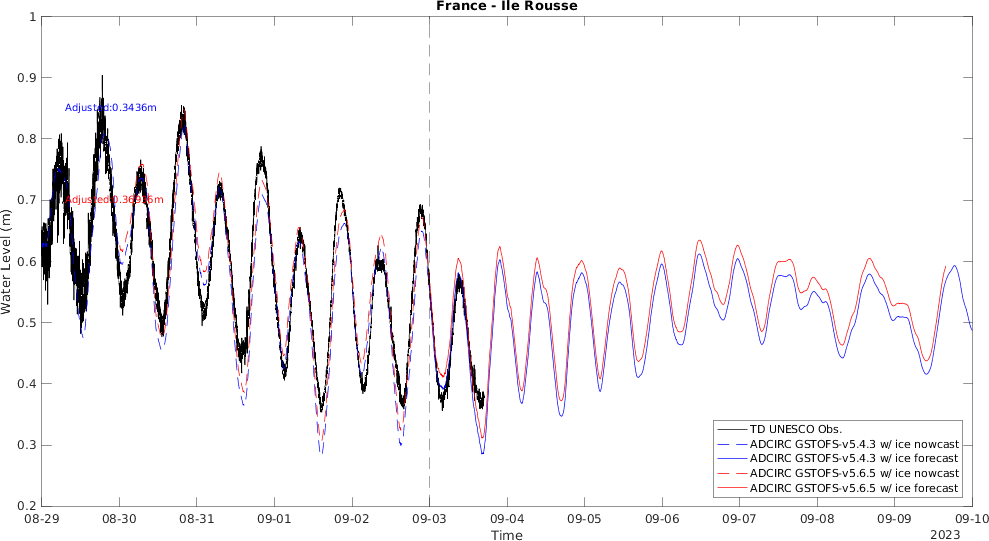 France - Ile Rousse
1
0.9
0.8
0.7
0.6
0.5
0.4
0.3
0.2
Water Level (m)
Adjusted:0.3436m
08-29
08-30
08-31
09-01
09-02
09-03
09-04
09-05
09-06
09-07
09-08
09-09
09-10
Time
2023
TD UNESCO Obs.
ADCIRC GSTOFS-v5.4.3 w/ ice nowcast
ADCIRC GSTOFS-v5.4.3 w/ ice forecast
ADCIRC GSTOFS-v5.6.5 w/ ice nowcast
ADCIRC GSTOFS-v5.6.5 w/ ice forecast